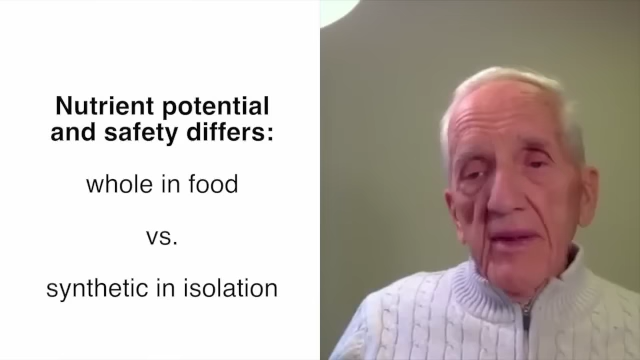 Nutrient potential
and safety differs:
whole in food
vs.
synthetic in isolation